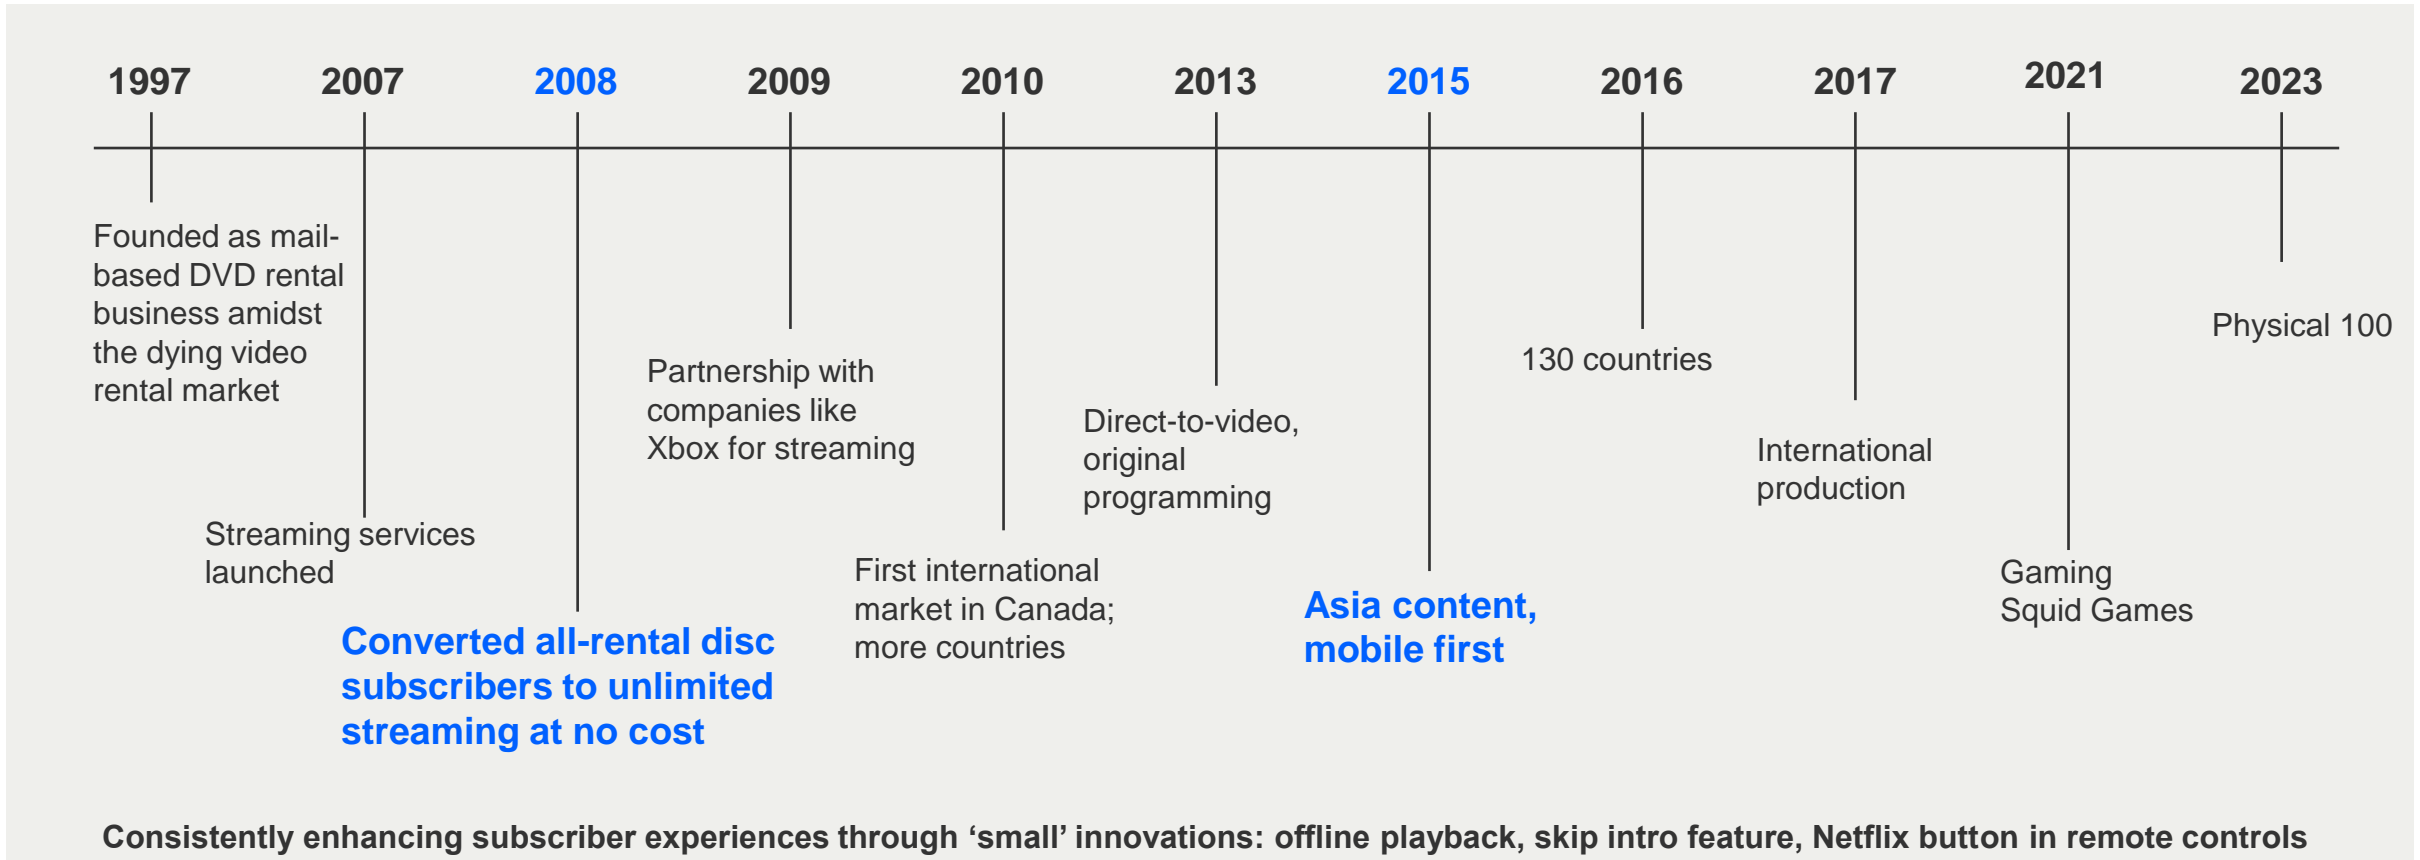 1997 2007 2008 2009 2010 2013 2015 2016 2017 2021 2023
Founded as mail-
based DVD rental
business amidst
the dying video
rental market
Streaming services
launched
Converted all-rental disc
subscribers to unlimited
streaming at no cost
Partnership with
companies like
Xbox for streaming
First international
market in Canada;
more countries
Direct-to-video,
original
programming
Asia content,
mobile first
130 countries
International
production
Gaming
Squid Games
Physical 100
Consistently enhancing subscriber experiences through ‘small’ innovations: offline playback, skip intro feature, Netflix button in remote controls